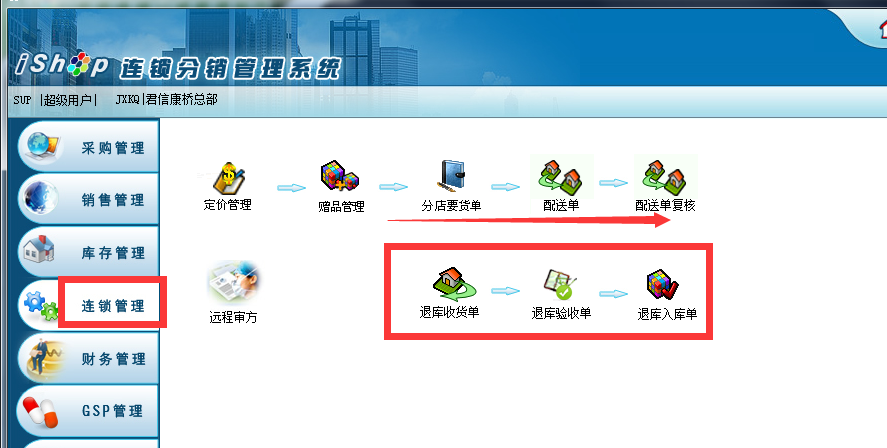 iShop 连锁分销管理系统
SUP |超级用户| JXKQ|君信康桥总部
采购管理
销售管理
库存管理
连锁管理
财务管理
GSP管理
定价管理 赠品管理 分店要货单 配送单 配送单复核
远程审方 退库收货单 退库验收单 退库入库单